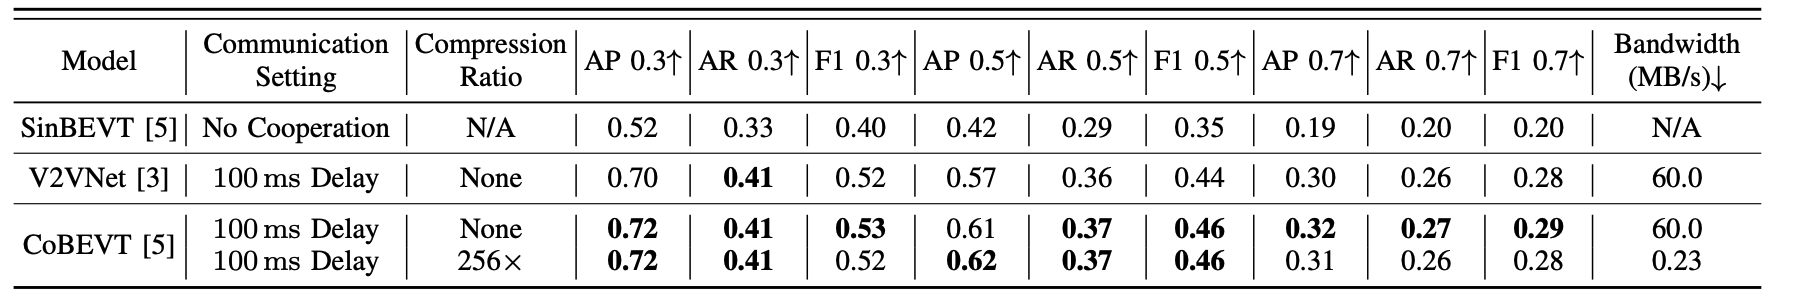 Model Communication Setting Compression Ratio AP 0.3↑ AR 0.3↑ F1 0.3↑ AP 0.5↑ AR 0.5↑ F1 0.5↑ AP 0.7↑ AR 0.7↑ F1 0.7↑ Bandwidth (MB/s)↓
SinBEVT [5] No Cooperation N/A 0.52 0.33 0.40 0.42 0.29 0.35 0.19 0.20 0.20 N/A
V2VNet [3] 100 ms Delay None 0.70 0.41 0.52 0.57 0.36 0.44 0.30 0.26 0.28 60.0
CoBEVT [5] 100 ms Delay None 0.72 0.41 0.53 0.61 0.37 0.46 0.32 0.27 0.29 60.0
100 ms Delay 256× 0.72 0.41 0.52 0.62 0.37 0.46 0.31 0.26 0.28 0.23